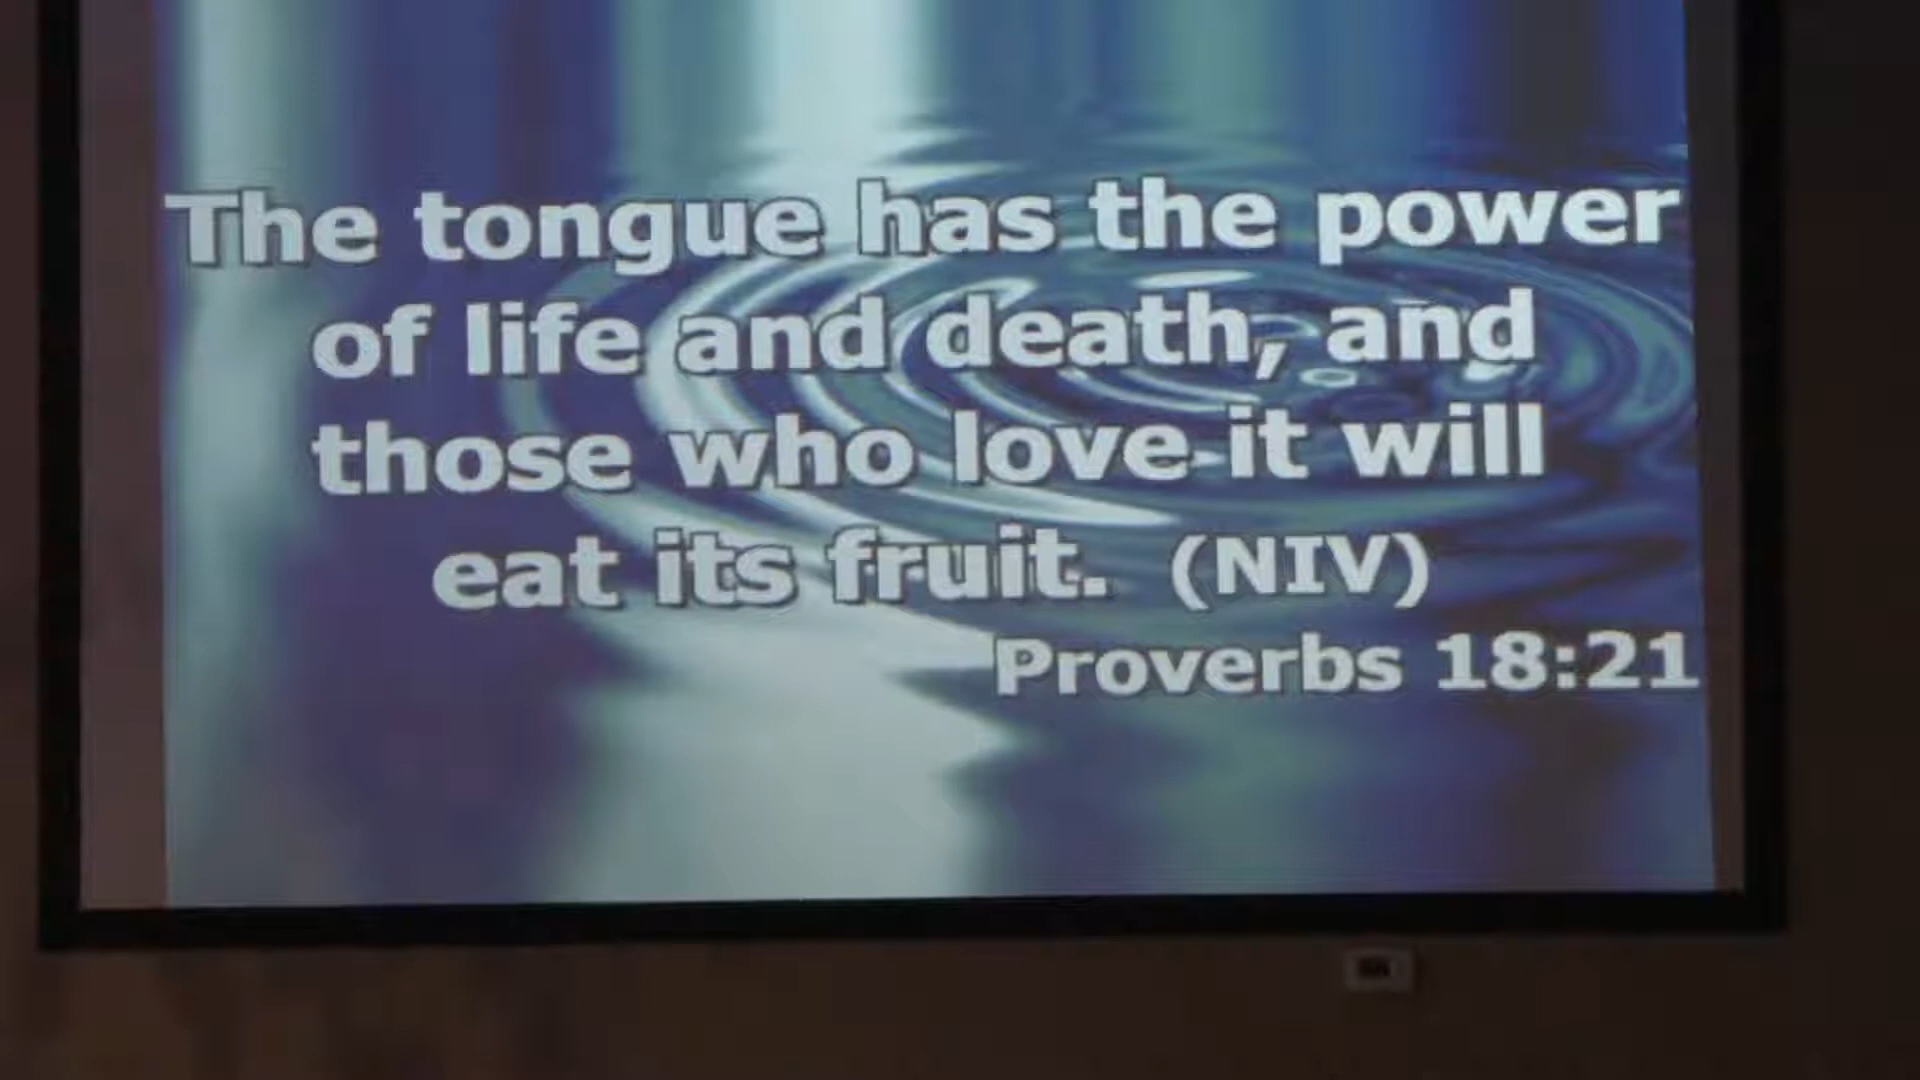 The tongue has the power
of life and death, and
those who love it will
eat its fruit. (NIV)
Proverbs 18:21